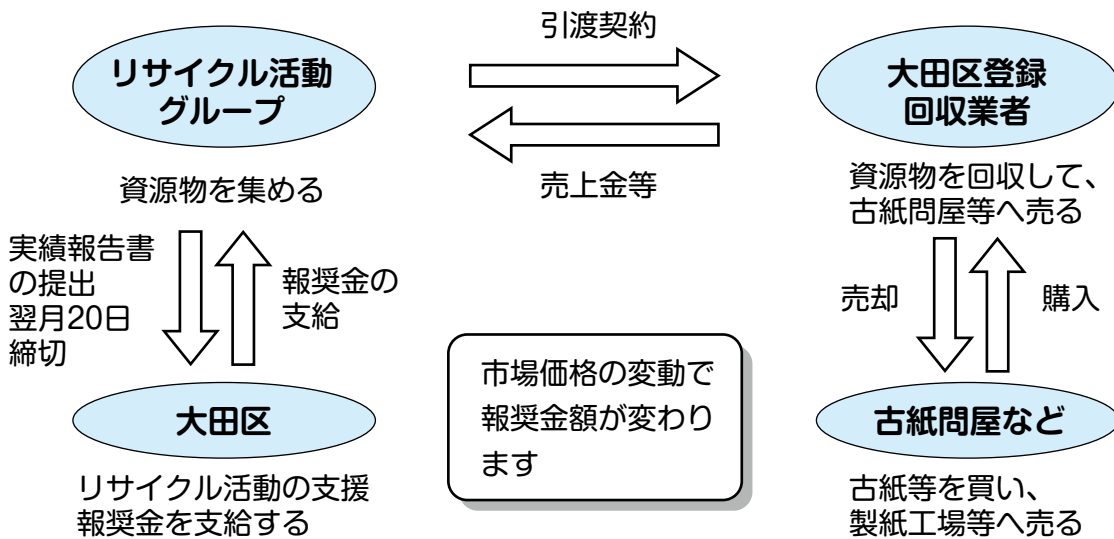 引渡契約
リサイクル活動
グループ
大田区登録
回収業者
売上金等
資源物を集める
資源物を回収して、
古紙問屋等へ売る
実績報告書
の提出
翌月20日
締切
報奨金の
支給
売却
購入
市場価格の変動で
報奨金額が変わり
ます
大田区
古紙問屋など
リサイクル活動の支援
報奨金を支給する
古紙等を買い、
製紙工場等へ売る